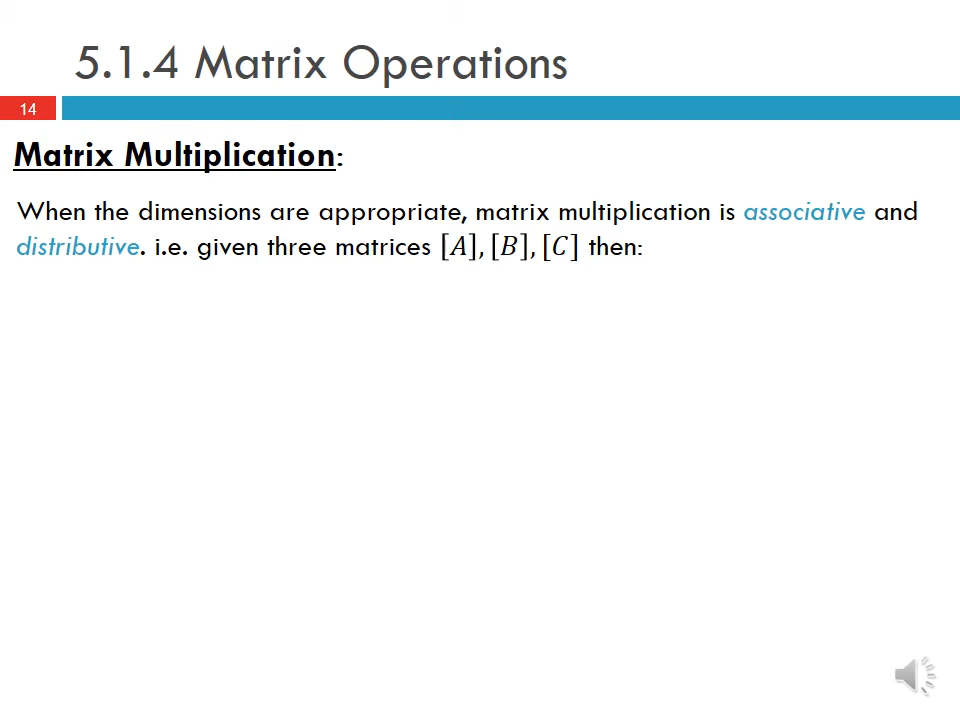 5.1.4 Matrix Operations
14
Matrix Multiplication:
When the dimensions are appropriate, matrix multiplication is associative and
distributive. i.e. given three matrices [A], [B], [C] then: